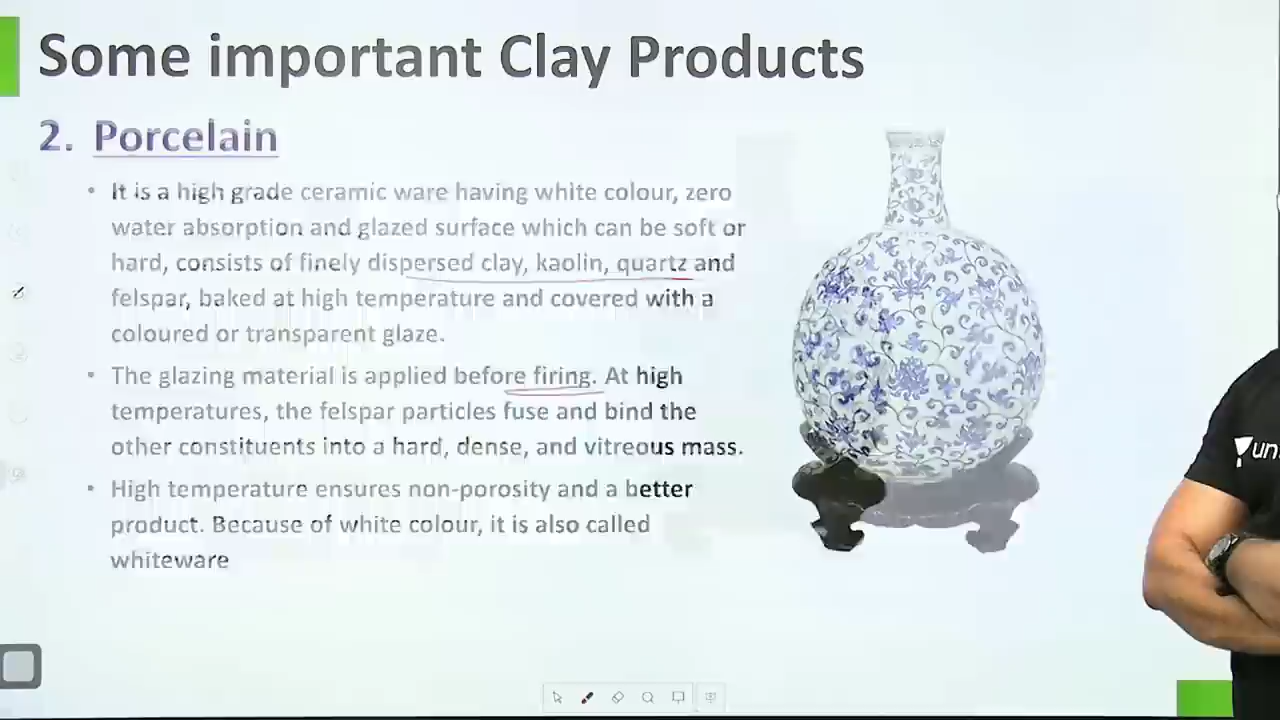 Some important Clay Products
2. Porcelain
• It is a high grade ceramic ware having white colour, zero
water absorption and glazed surface which can be soft or
hard, consists of finely dispersed clay, kaolin, quartz and
felspar, baked at high temperature and covered with a
coloured or transparent glaze.
• The glazing material is applied before firing. At high
temperatures, the felspar particles fuse and bind the
other constituents into a hard, dense, and vitreous mass.
• High temperature ensures non-porosity and a better
product. Because of white colour, it is also called
whiteware
un